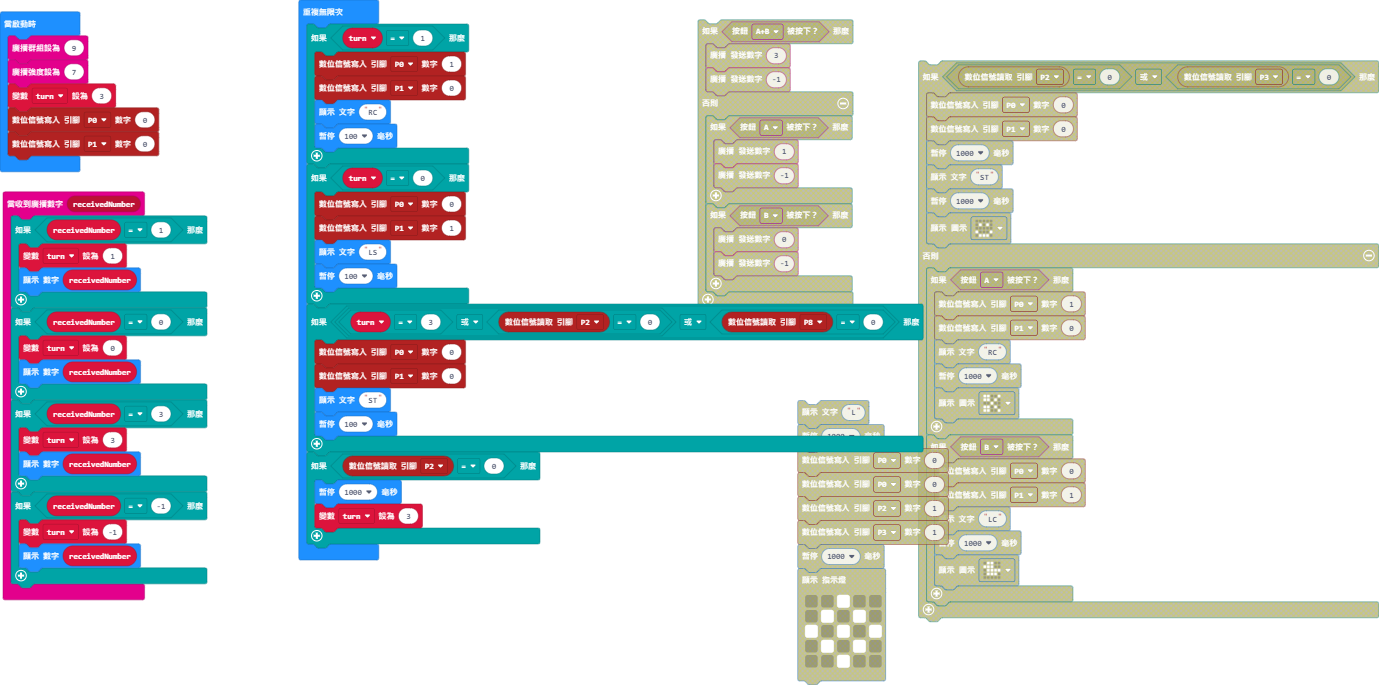 當啟動時
廣播群組設為 9
廣播強度設為 7
變數 turn 設為 3
數位信號寫入 引腳 P0 數字 0
數位信號寫入 引腳 P1 數字 0
當收到廣播數字 receivedNumber
如果 receivedNumber = 1 那麼
變數 turn 設為 1
顯示 數字 receivedNumber
如果 receivedNumber = 0 那麼
變數 turn 設為 0
顯示 數字 receivedNumber
如果 receivedNumber = 3 那麼
變數 turn 設為 3
顯示 數字 receivedNumber
如果 receivedNumber = -1 那麼
變數 turn 設為 -1
顯示 數字 receivedNumber
重複無限次
如果 turn = 1 那麼
數位信號寫入 引腳 P0 數字 1
數位信號寫入 引腳 P1 數字 0
顯示 文字 "RC"
暫停 100 毫秒
如果 turn = 0 那麼
數位信號寫入 引腳 P0 數字 0
數位信號寫入 引腳 P1 數字 1
顯示 文字 "LS"
暫停 100 毫秒
如果 turn = 3 或 數位信號讀取 引腳 P2 = 0 或 數位信號讀取 引腳 P8 = 0 那麼
數位信號寫入 引腳 P0 數字 0
數位信號寫入 引腳 P1 數字 0
顯示 文字 "ST"
暫停 100 毫秒
如果 數位信號讀取 引腳 P2 = 0 那麼
暫停 1000 毫秒
變數 turn 設為 3
如果 按鈕 A+B 被按下? 那麼
廣播 發送數字 3
廣播 發送數字 -1
否則
如果 按鈕 A 被按下? 那麼
廣播 發送數字 1
廣播 發送數字 -1
如果 按鈕 B 被按下? 那麼
廣播 發送數字 0
廣播 發送數字 -1
顯示 文字 "L"
1000 毫秒
數位信號寫入 引腳 P0 數字 0
數位信號寫入 引腳 P0 數字 0
數位信號寫入 引腳 P2 數字 1
數位信號寫入 引腳 P3 數字 1
暫停 1000 毫秒
顯示 指示燈
如果 數位信號讀取 引腳 P2 = 0 或 數位信號讀取 引腳 P3 = 0 那麼
數位信號寫入 引腳 P0 數字 0
數位信號寫入 引腳 P1 數字 0
暫停 1000 毫秒
顯示 文字 "ST"
暫停 1000 毫秒
顯示 圖示
否則
如果 按鈕 A 被按下? 那麼
數位信號寫入 引腳 P0 數字 1
數位信號寫入 引腳 P1 數字 0
顯示 文字 "RC"
暫停 1000 毫秒
顯示 圖示
如果 按鈕 B 被按下? 那麼
位信號寫入 引腳 P0 數字 0
位信號寫入 引腳 P1 數字 1
文字 "LC"
1000 毫秒
顯示 圖示